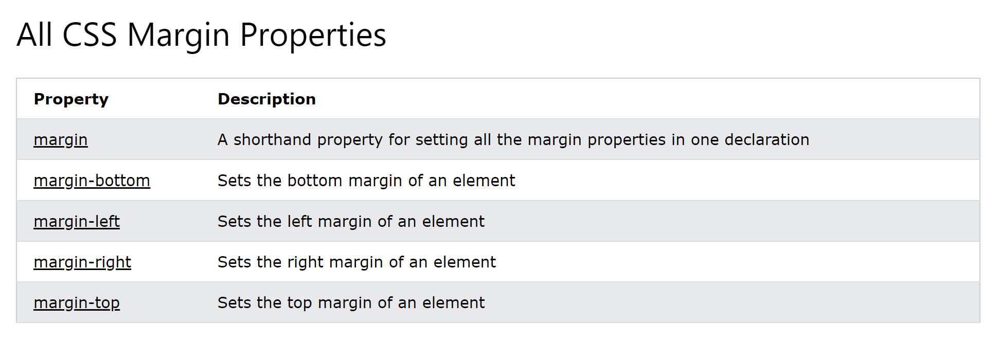 All CSS Margin Properties
Property Description
margin A shorthand property for setting all the margin properties in one declaration
margin-bottom Sets the bottom margin of an element
margin-left Sets the left margin of an element
margin-right Sets the right margin of an element
margin-top Sets the top margin of an element